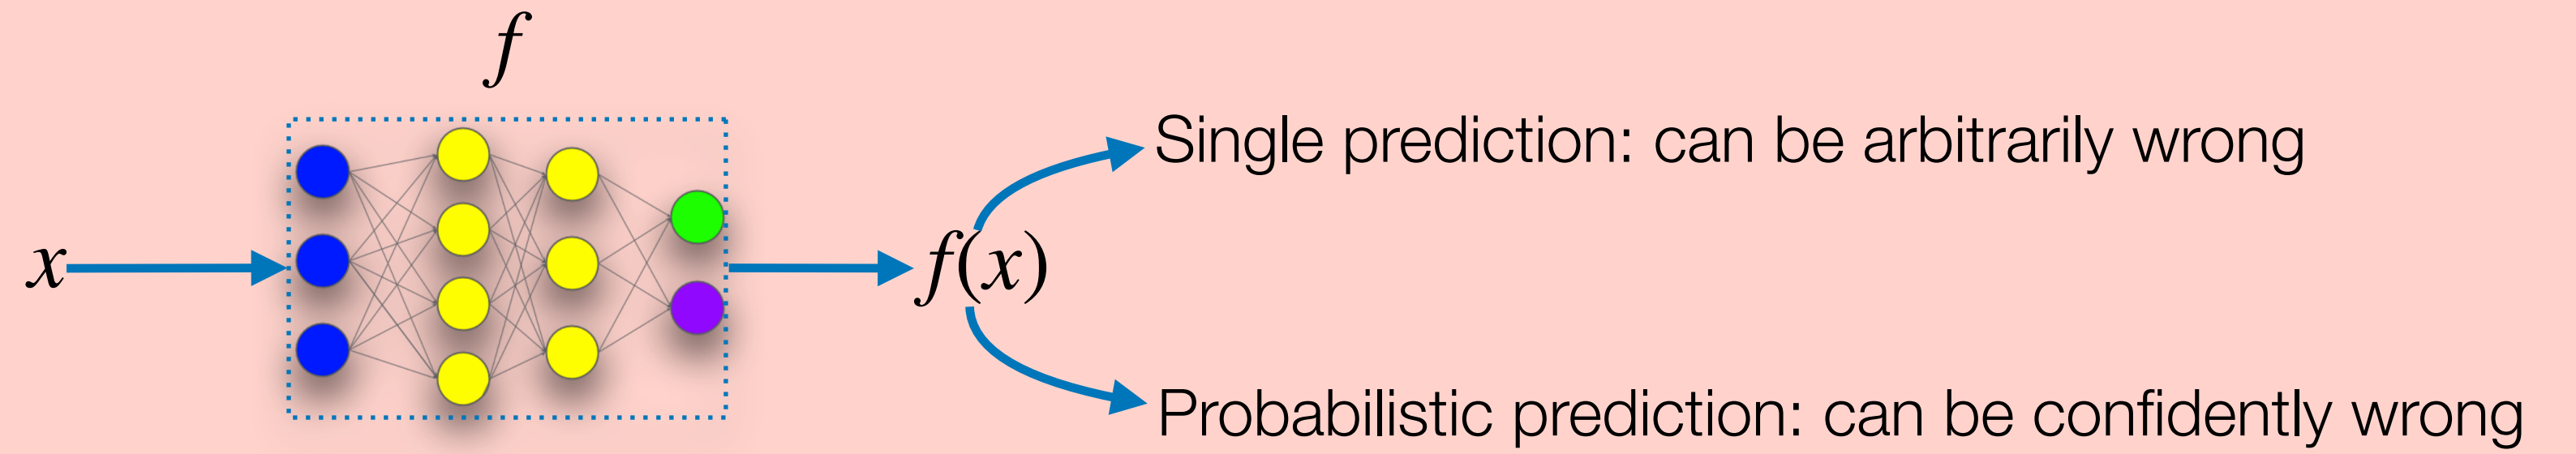 f
Single prediction: can be arbitrarily wrong
x
f(x)
Probabilistic prediction: can be confidently wrong